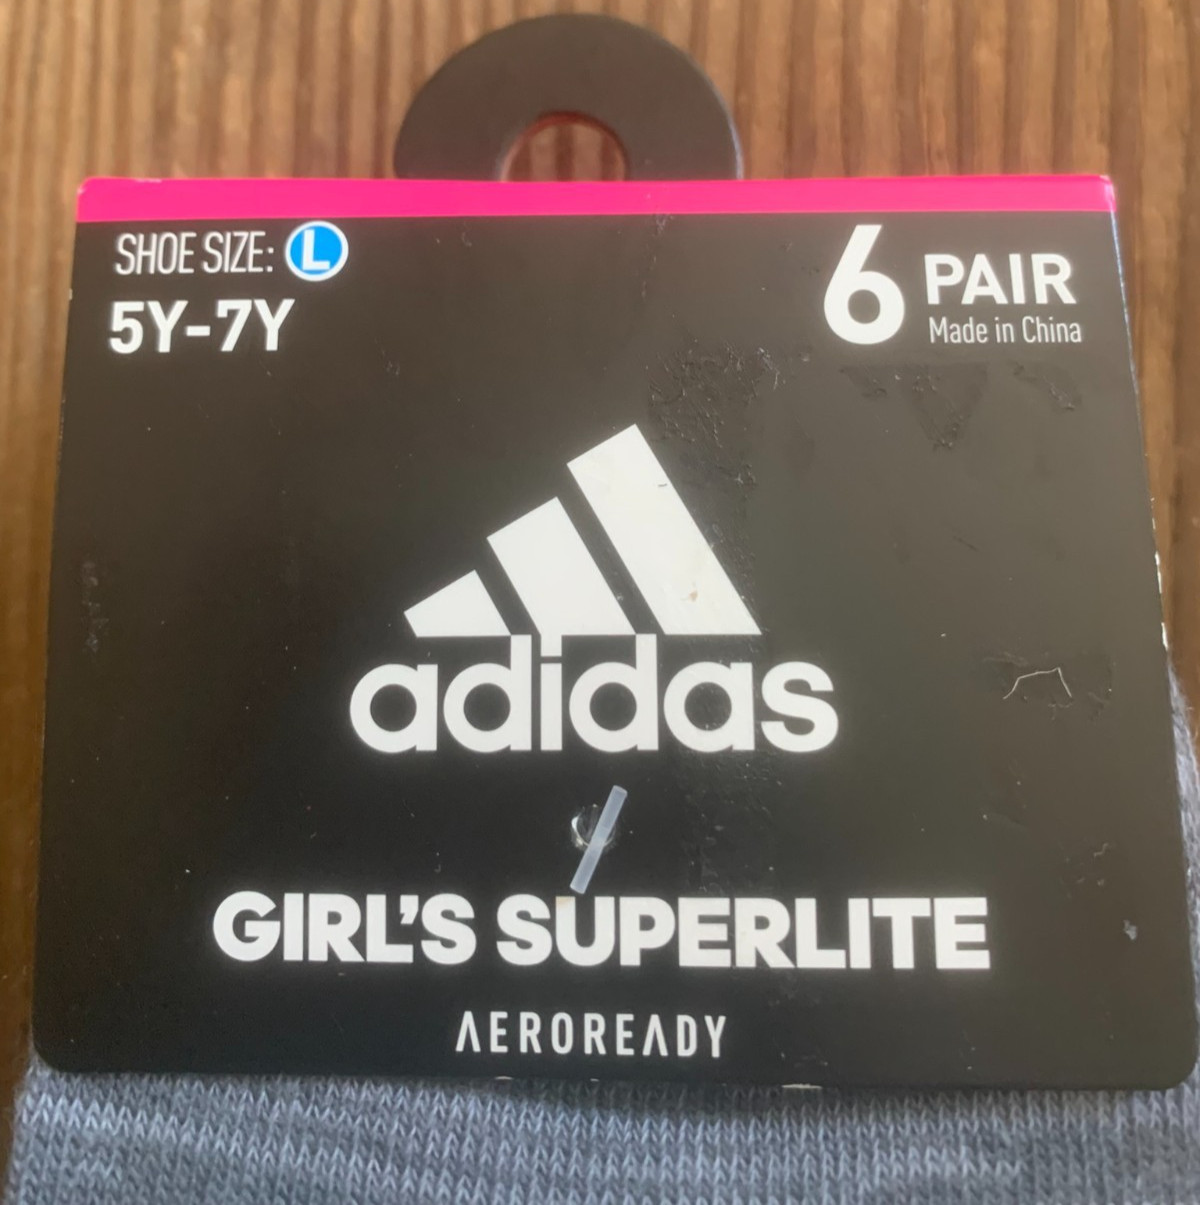 SHOE SIZE: L
5Y-7Y
6 PAIR
Made in China
adidas
GIRL'S SUPERLITE
AEROREADY